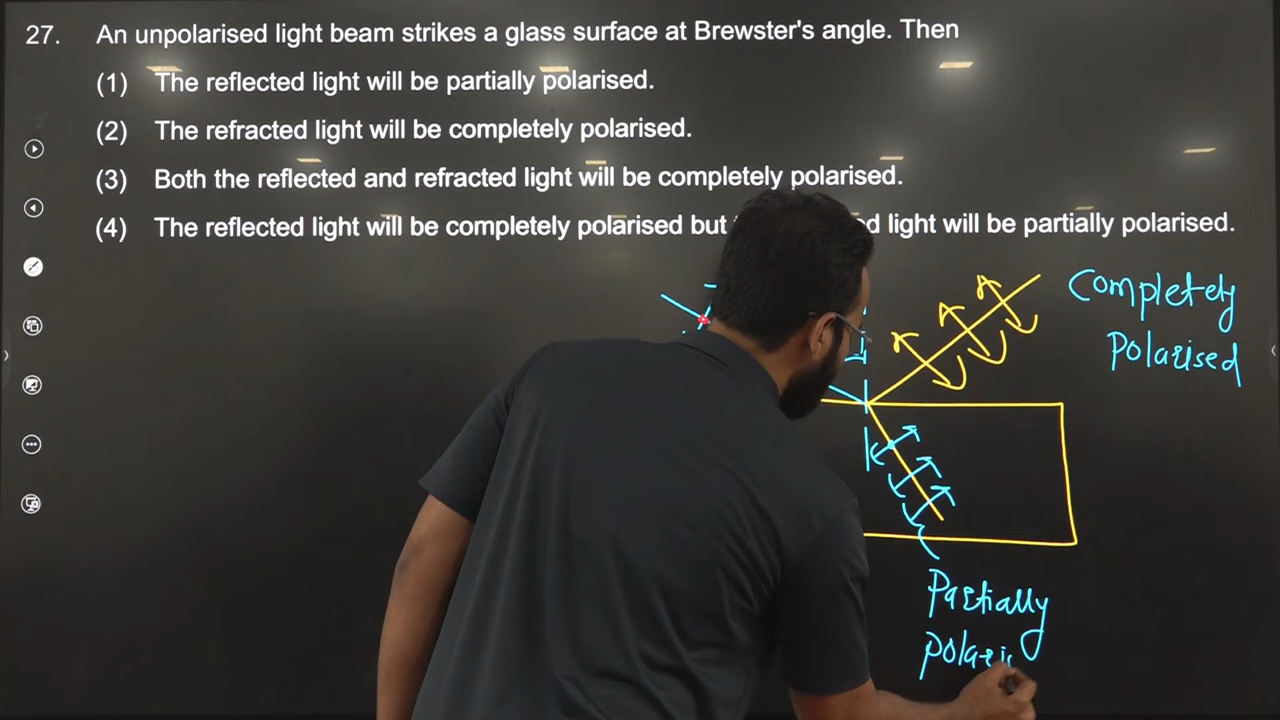 27. An unpolarised light beam strikes a glass surface at Brewster's angle. Then
(1) The reflected light will be partially polarised.
(2) The refracted light will be completely polarised.
(3) Both the reflected and refracted light will be completely polarised.
(4) The reflected light will be completely polarised but light will be partially polarised.
Completely
Polarised
Partially